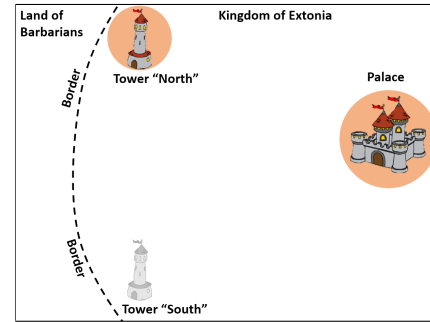 Land of
Barbarians
Kingdom of Extonia
Tower “North”
Palace
Border
Border
Tower “South”